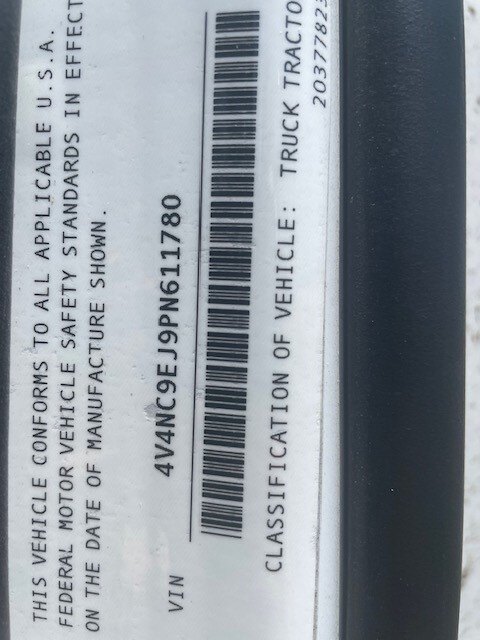 THIS VEHICLE CONFORMS TO ALL APPLICABLE U.S.A.
FEDERAL MOTOR VEHICLE SAFETY STANDARDS IN EFFECT
ON THE DATE OF MANUFACTURE SHOWN.
VIN 4V4NC9EJ9PN611780
CLASSIFICATION OF VEHICLE: TRUCK TRACTO
2037782